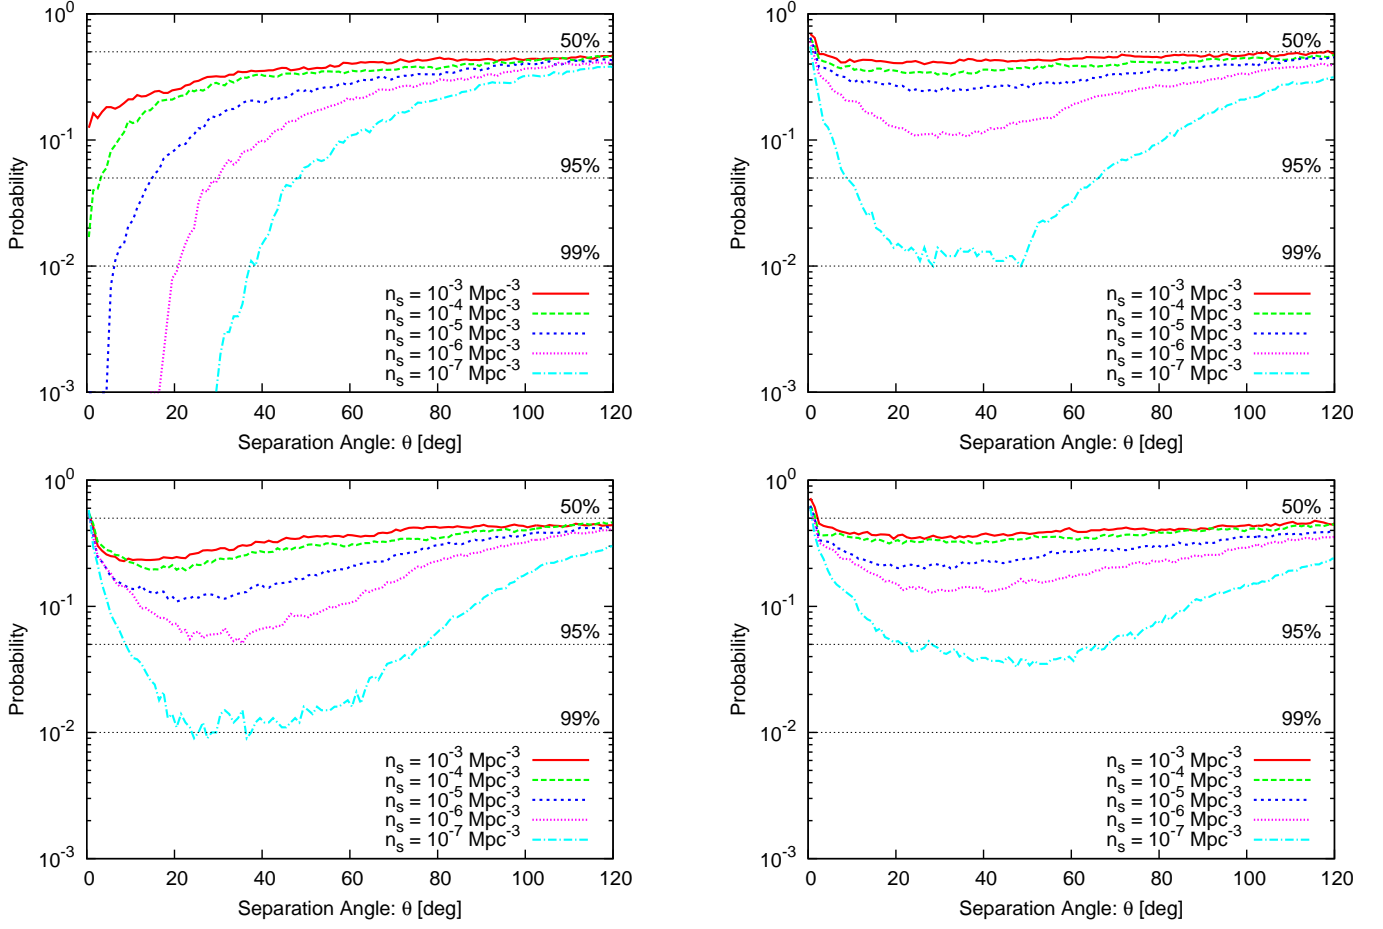 10^0
10^-1
10^-2
10^-3
Probability
50%
95%
99%
n_s = 10^-3 Mpc^-3
n_s = 10^-4 Mpc^-3
n_s = 10^-5 Mpc^-3
n_s = 10^-6 Mpc^-3
n_s = 10^-7 Mpc^-3
0 20 40 60 80 100 120
Separation Angle: θ [deg]
10^0
10^-1
10^-2
10^-3
Probability
50%
95%
99%
n_s = 10^-3 Mpc^-3
n_s = 10^-4 Mpc^-3
n_s = 10^-5 Mpc^-3
n_s = 10^-6 Mpc^-3
n_s = 10^-7 Mpc^-3
0 20 40 60 80 100 120
Separation Angle: θ [deg]
10^0
10^-1
10^-2
10^-3
Probability
50%
95%
99%
n_s = 10^-3 Mpc^-3
n_s = 10^-4 Mpc^-3
n_s = 10^-5 Mpc^-3
n_s = 10^-6 Mpc^-3
n_s = 10^-7 Mpc^-3
0 20 40 60 80 100 120
Separation Angle: θ [deg]
10^0
10^-1
10^-2
10^-3
Probability
50%
95%
99%
n_s = 10^-3 Mpc^-3
n_s = 10^-4 Mpc^-3
n_s = 10^-5 Mpc^-3
n_s = 10^-6 Mpc^-3
n_s = 10^-7 Mpc^-3
0 20 40 60 80 100 120
Separation Angle: θ [deg]